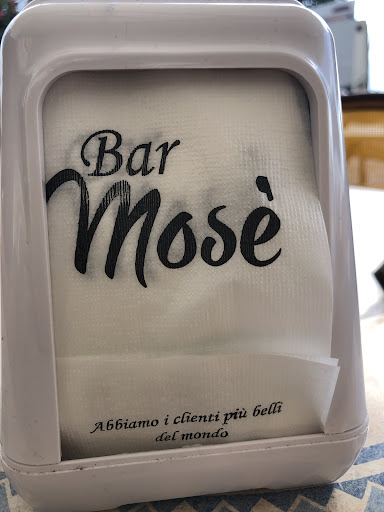 Bar
Mosè
Abbiamo i clienti più belli
del mondo